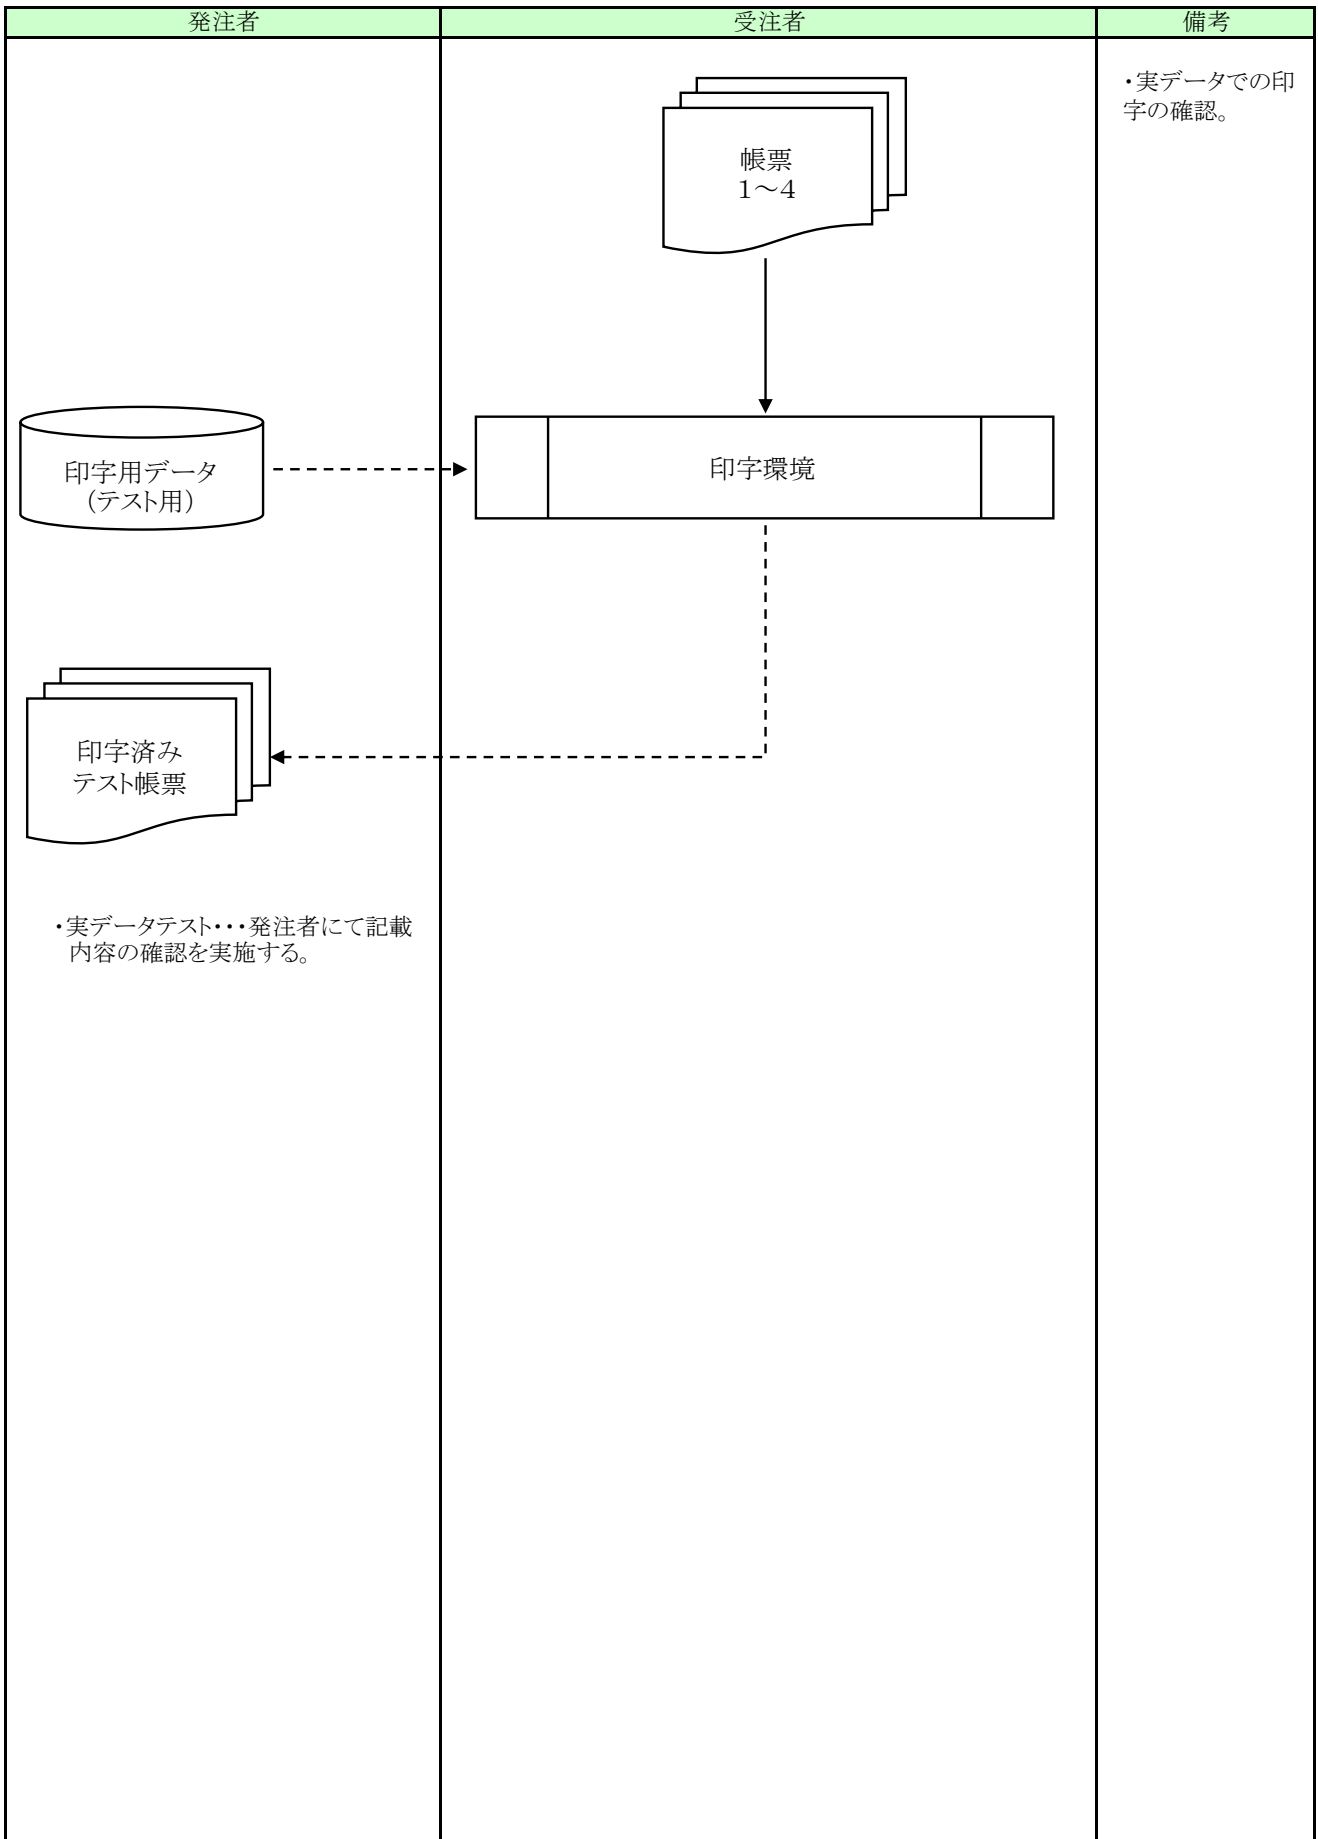 発注者
受注者
備考
・実データでの印
字の確認。
帳票
１～４
印字用データ
（テスト用）
印字環境
印字済み
テスト帳票
・実データテスト・・・発注者にて記載
内容の確認を実施する。